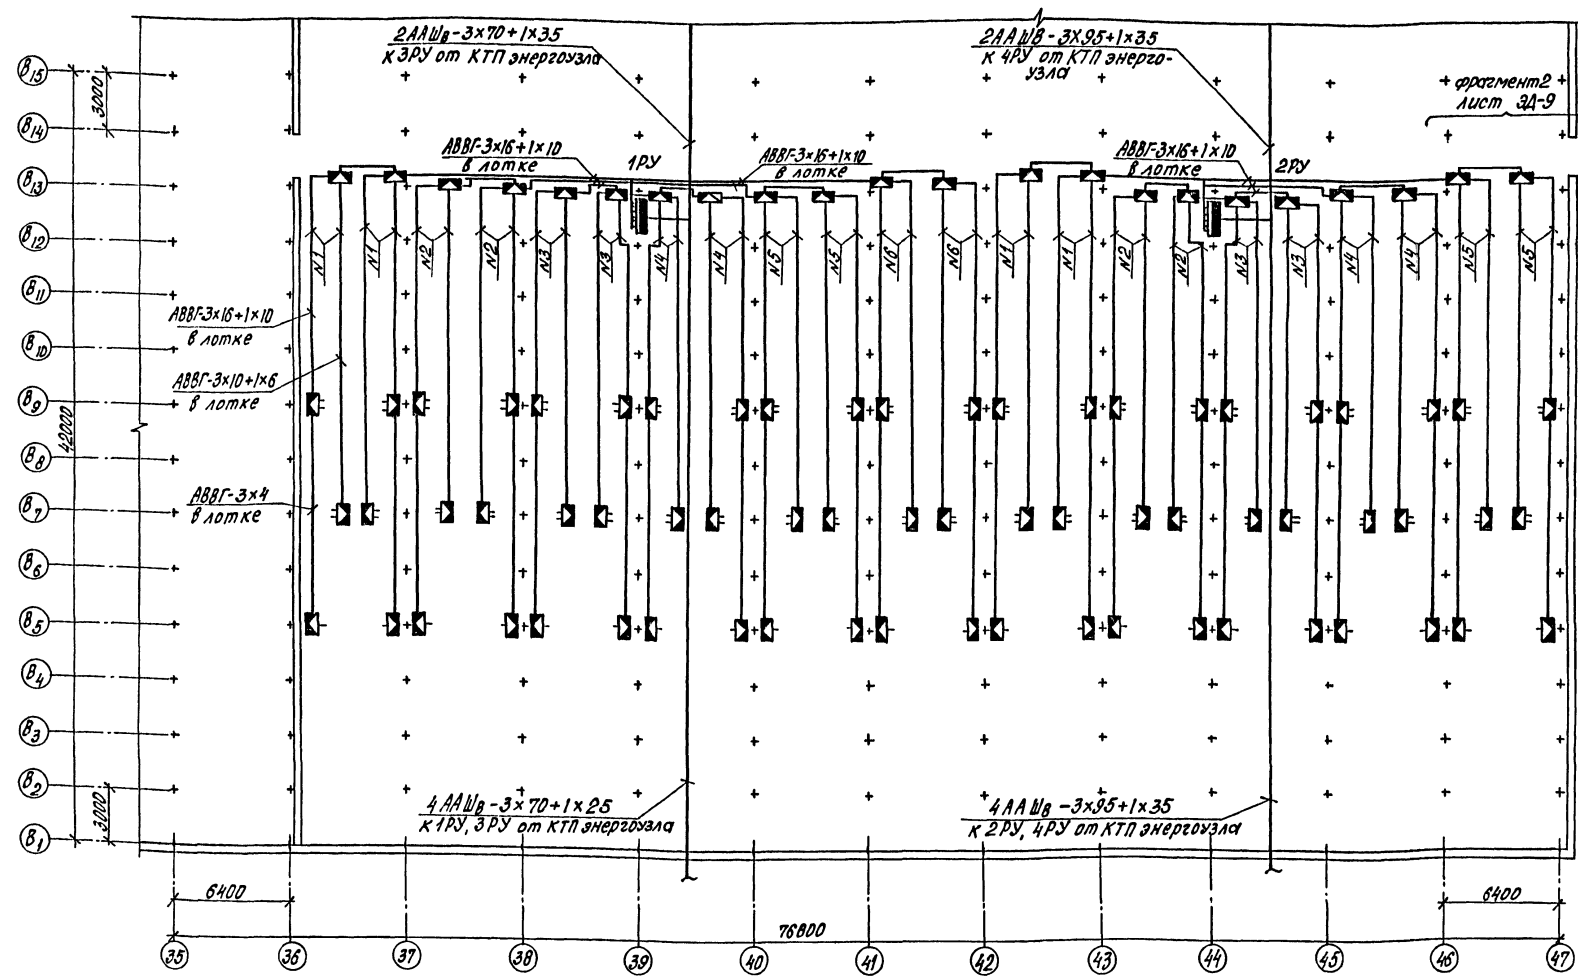 2ААШв-3×70+1×35
к 3РУ от КТП энергоузла
2ААШВ-3×95+1×35
к 4РУ от КТП энерго-
узла
фрагмент2
лист ЭД-9
В15
В14
В13
В12
В11
В10
В9
В8
В7
В6
В5
В4
В3
В2
В1
3000
42000
3000
АВВГ-3×16+1×10
в лотке
1РУ
АВВГ-3×16+1×10
в лотке
АВВГ-3×16+1×10
в лотке
2РУ
N1
N1
N2
N2
N3
N3
N4
N4
N5
N5
N6
N6
N1
N1
N2
N2
N3
N3
N4
N4
N5
N5
АВВГ-3×16+1×10
в лотке
АВВГ-3×10+1×6
в лотке
АВВГ-3×4
в лотке
4ААШв-3×70+1×25
к 1РУ, 3РУ от КТП энергоузла
4ААШв-3×95+1×35
к 2РУ, 4РУ от КТП энергоузла
6400
6400
76800
35
36
37
38
39
40
41
42
43
44
45
46
47